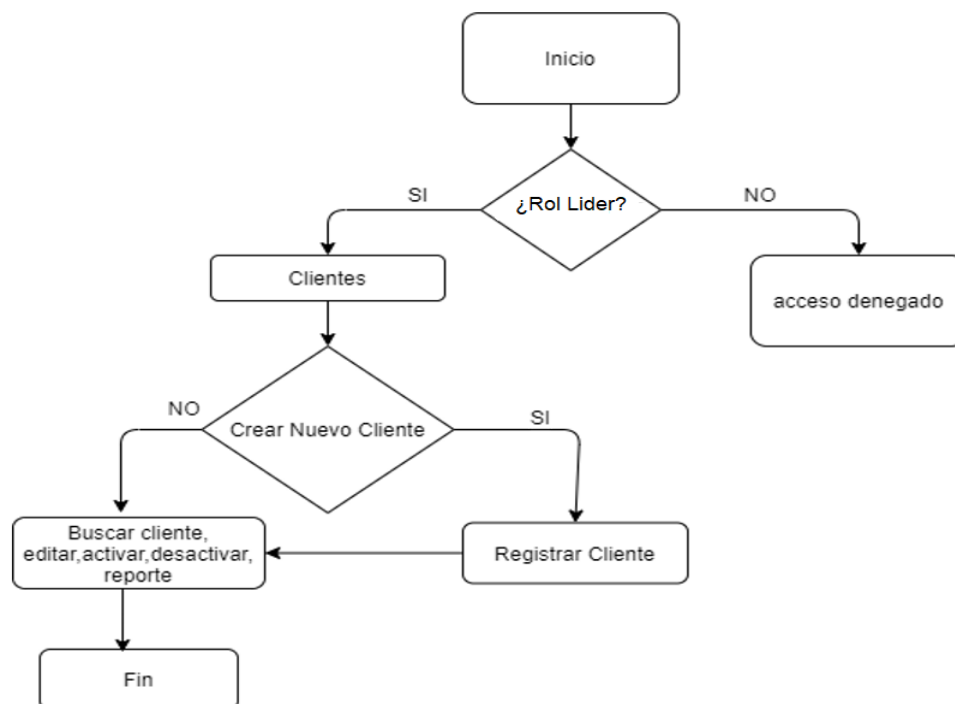 Inicio
SI
¿Rol Lider?
NO
Clientes
acceso denegado
NO
Crear Nuevo Cliente
SI
Buscar cliente,
editar,activar,desactivar,
reporte
Registrar Cliente
Fin